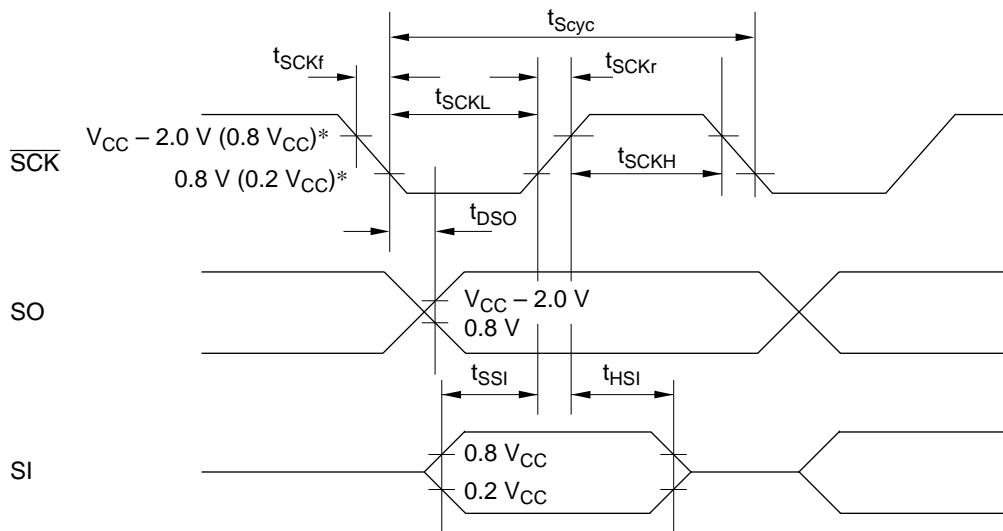 tScyc
tSCKf
tSCKr
tSCKL
VCC – 2.0 V (0.8 VCC)*
SCK
tSCKH
0.8 V (0.2 VCC)*
tDSO
VCC – 2.0 V
SO
0.8 V
tSSI
tHSI
0.8 VCC
SI
0.2 VCC